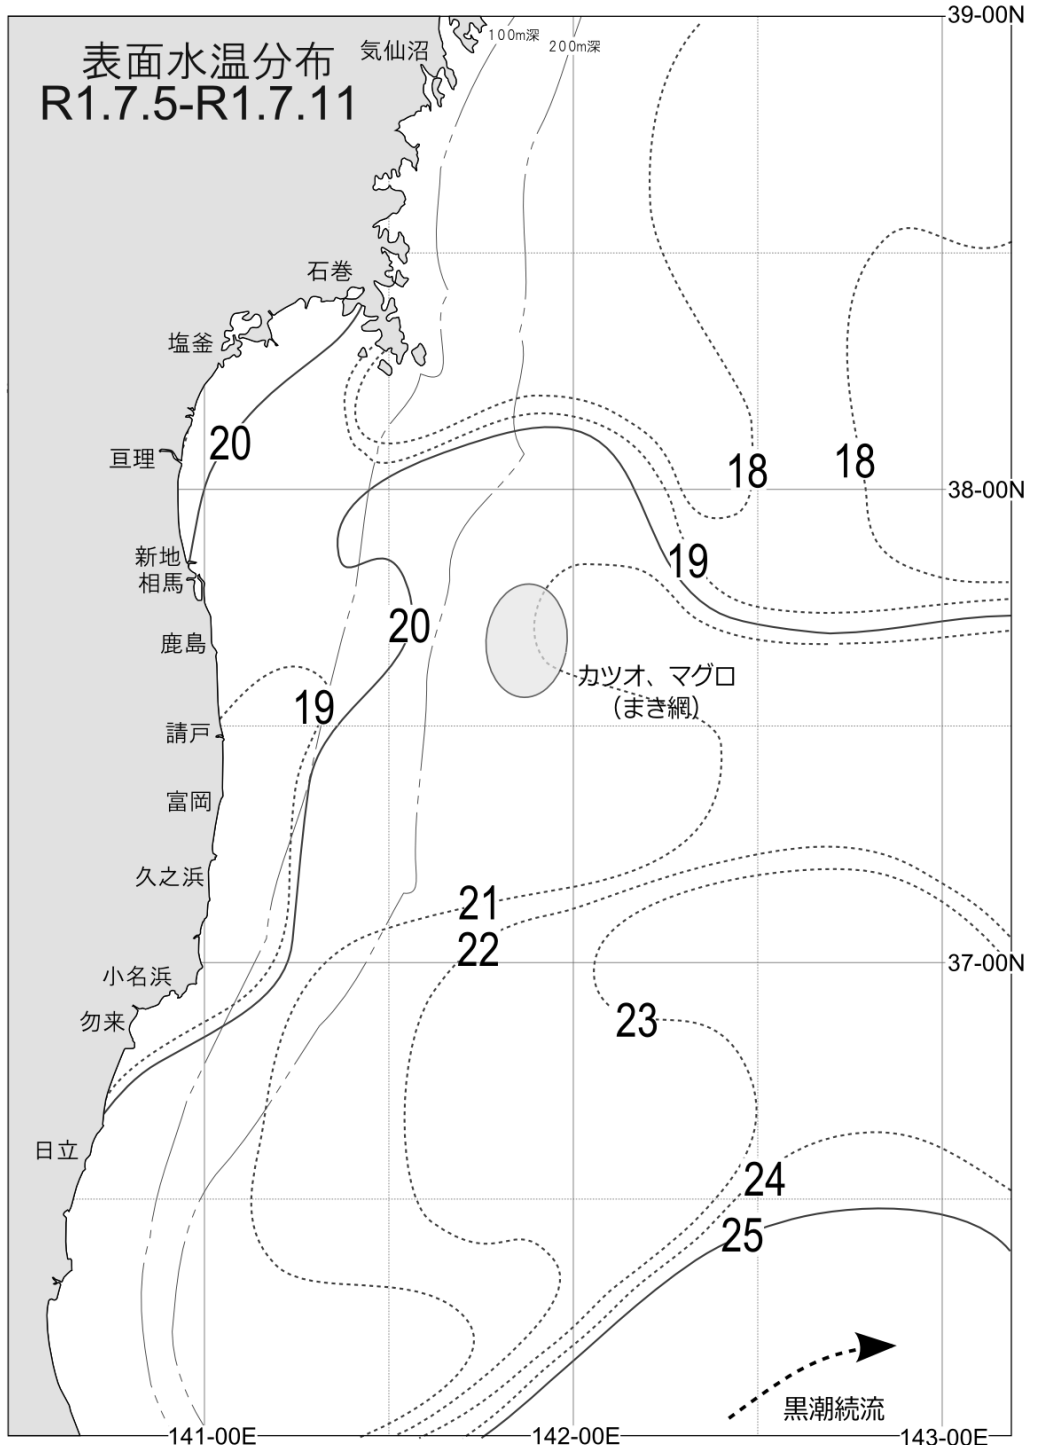 表面水温分布
R1.7.5-R1.7.11
気仙沼
100m深
200m深
39-00N
石巻
塩釜
20
亘理
18
18
38-00N
新地
相馬
19
鹿島
20
カツオ、マグロ
（まき網）
19
請戸
富岡
久之浜
21
22
37-00N
小名浜
勿来
23
日立
24
25
黒潮続流
141-00E
142-00E
143-00E